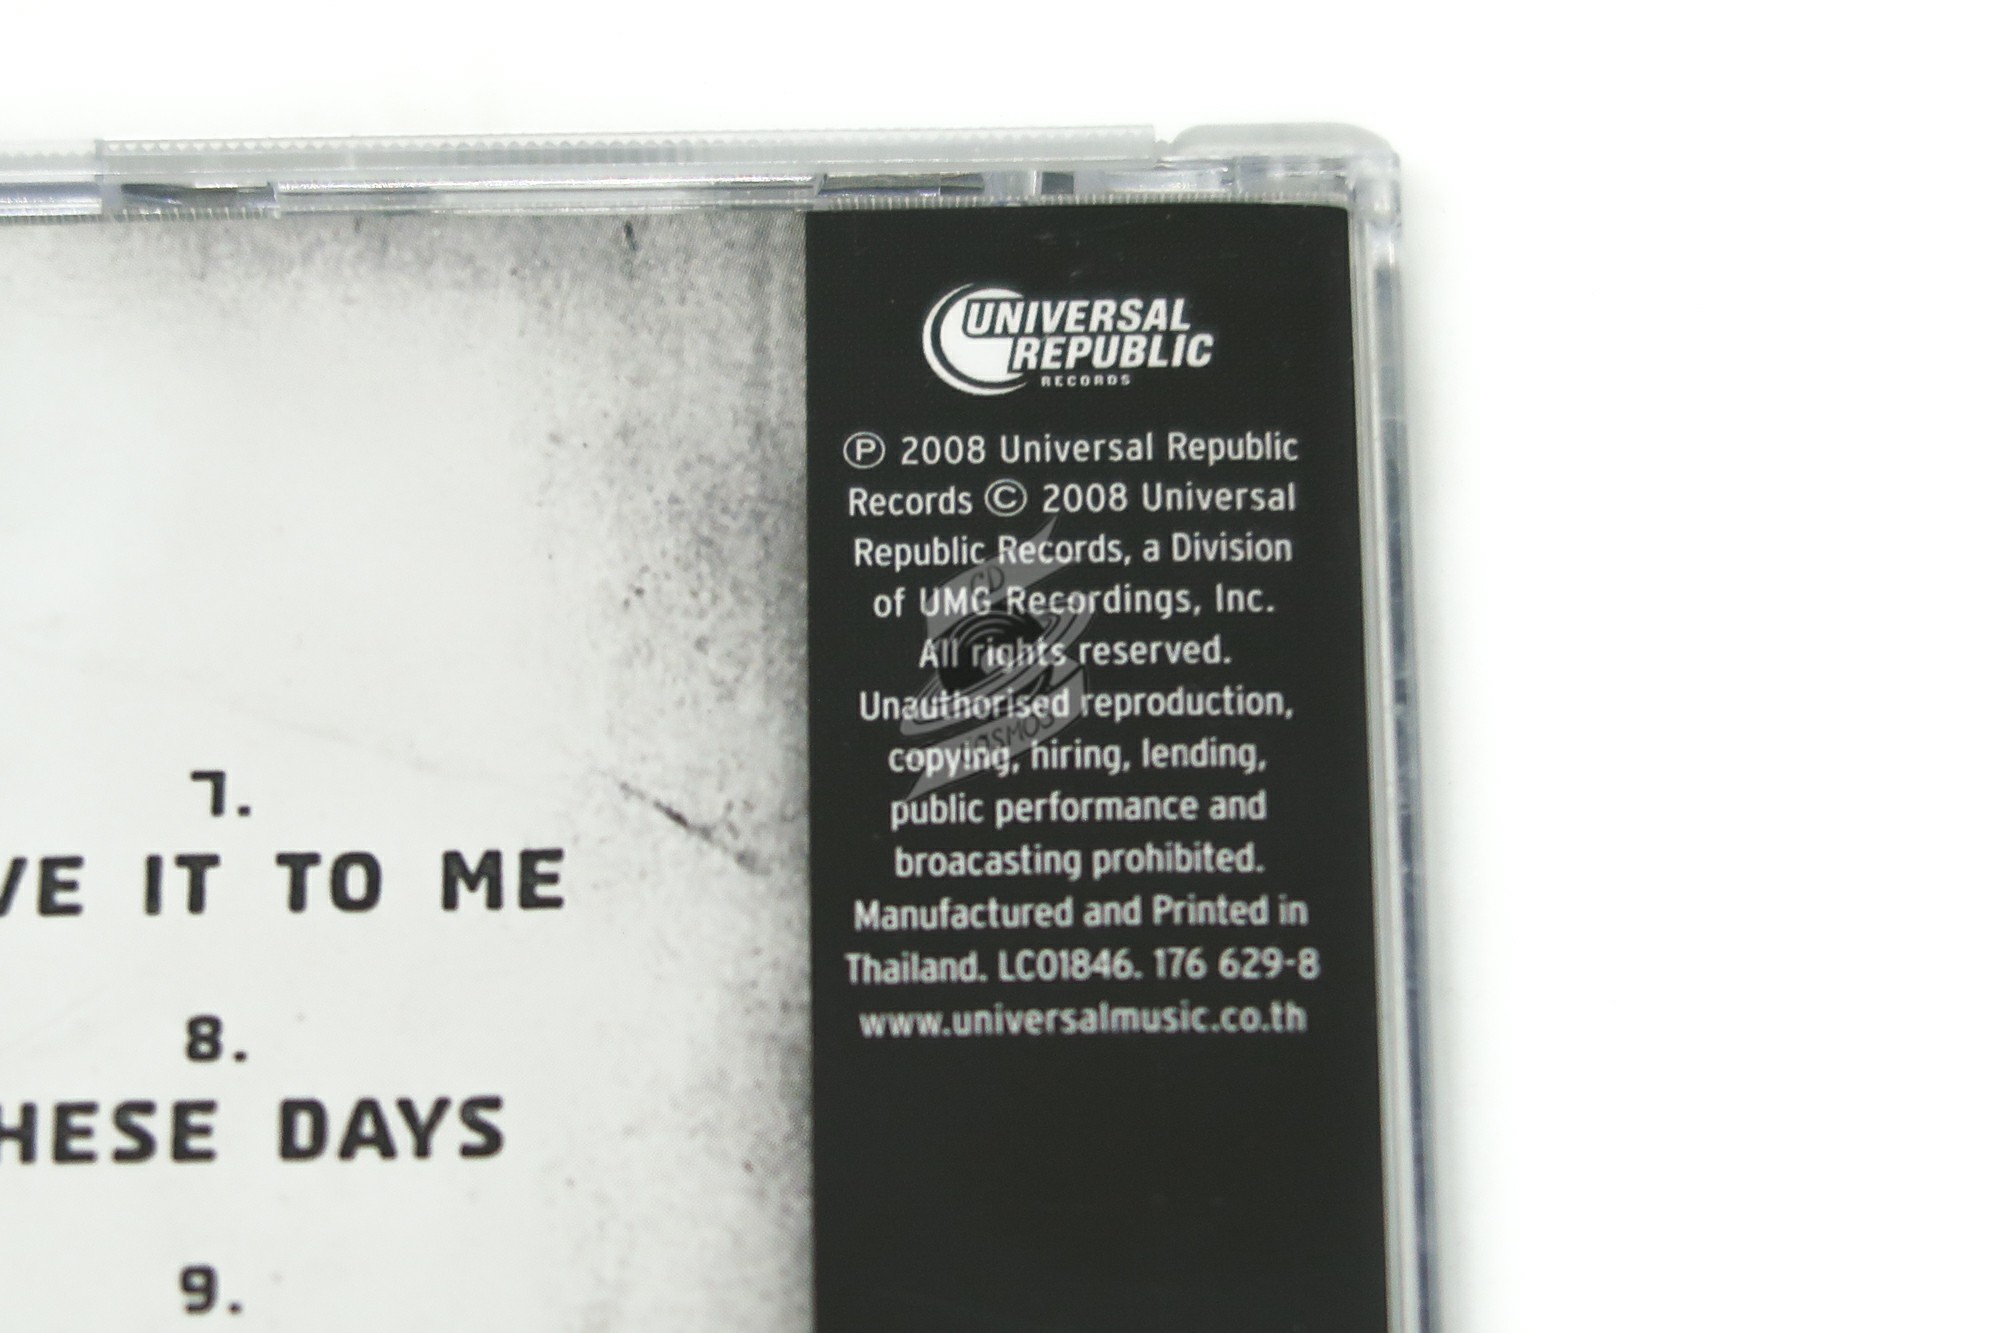 7.
VE IT TO ME
8.
HESE DAYS
9.
UNIVERSAL
REPUBLIC
RECORDS
℗ 2008 Universal Republic
Records © 2008 Universal
Republic Records, a Division
of UMG Recordings, Inc.
All rights reserved.
Unauthorised reproduction,
copying, hiring, lending,
public performance and
broacasting prohibited.
Manufactured and Printed in
Thailand. LC01846. 176 629-8
www.universalmusic.co.th
CD
KOSMOS